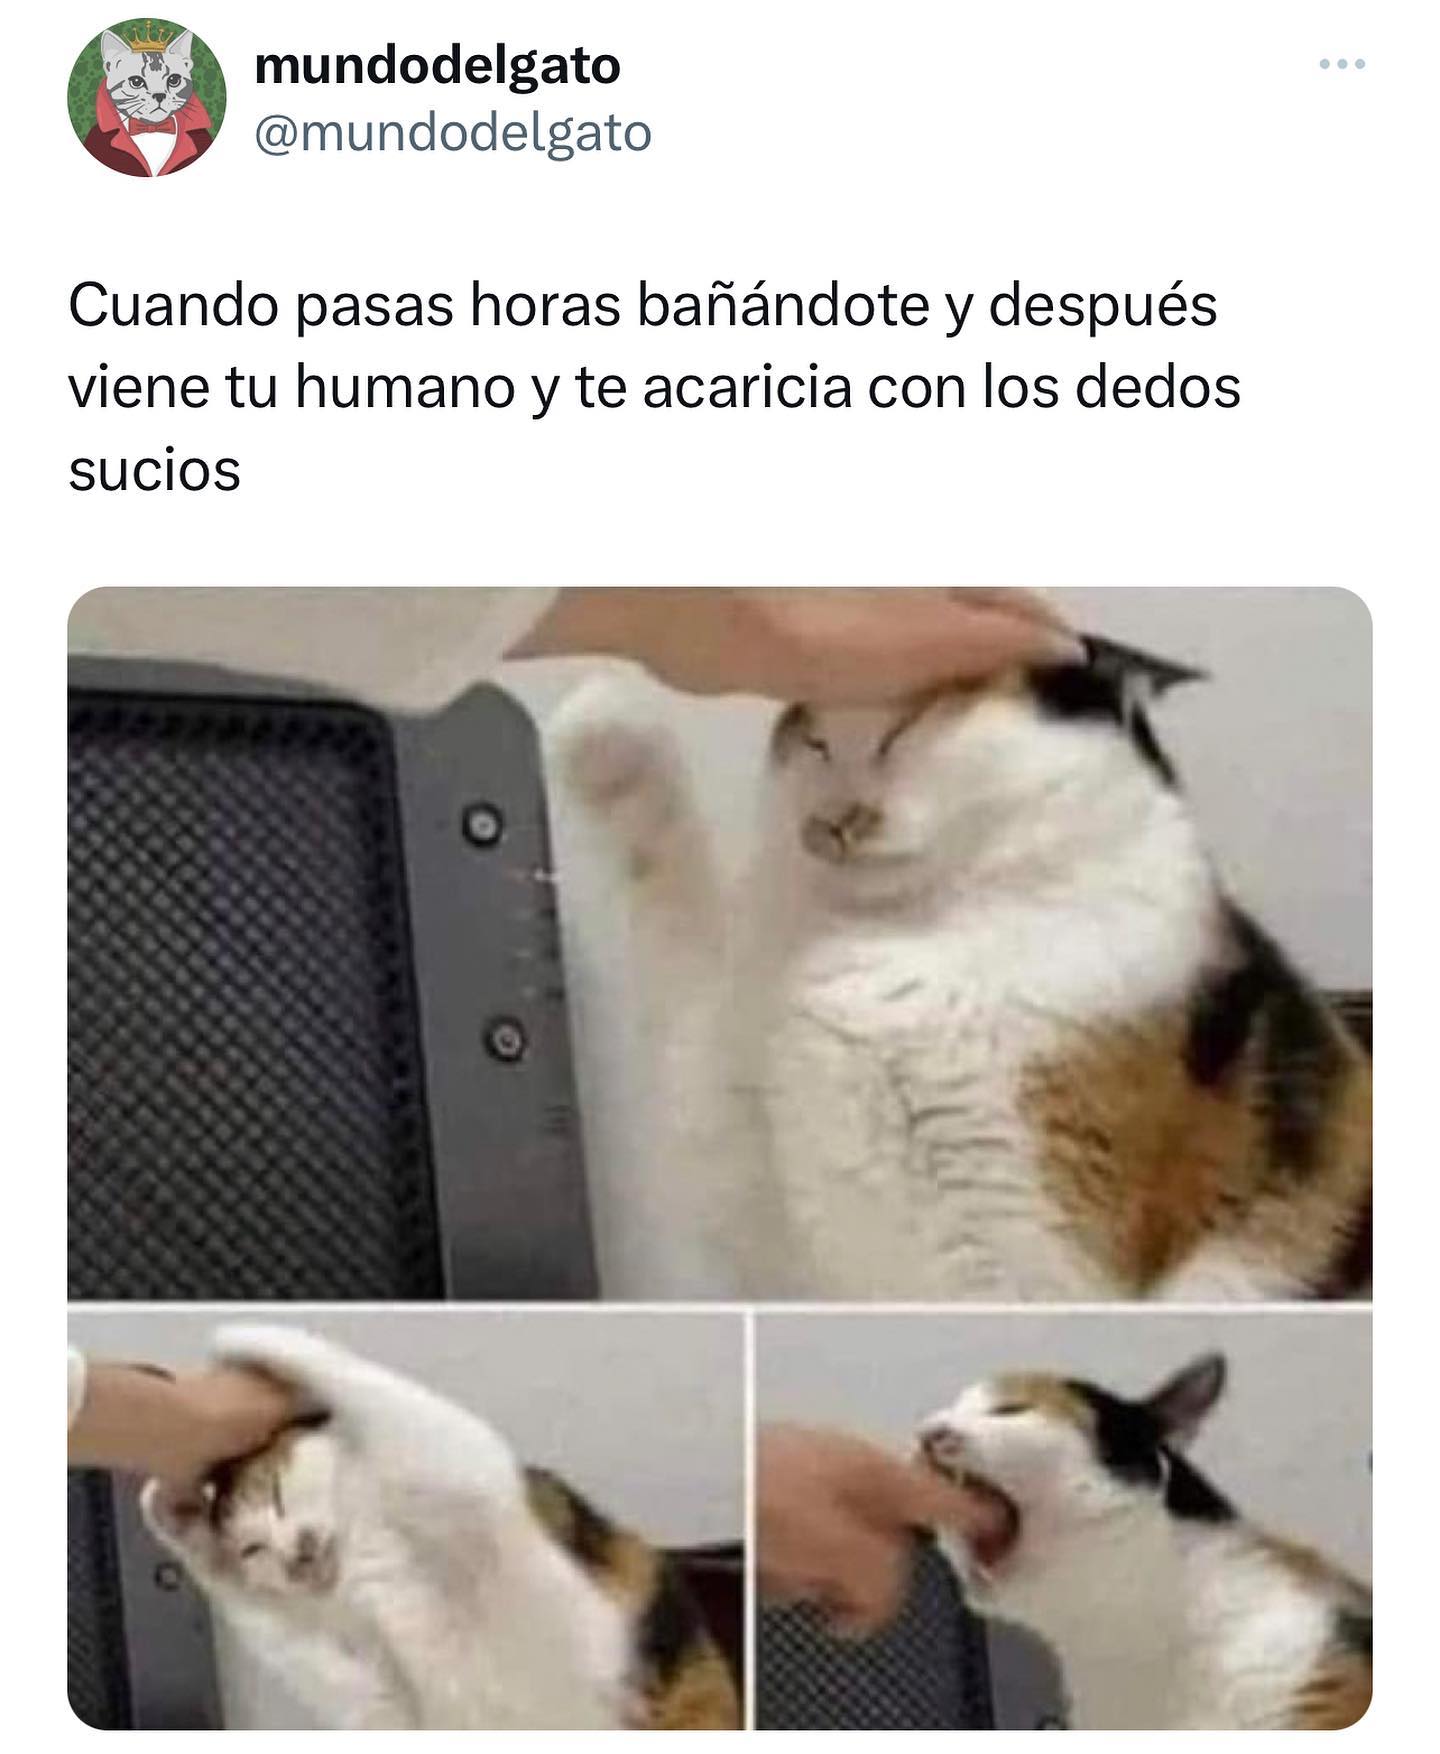 mundodelgato
@mundodelgato
Cuando pasas horas bañándote y después
viene tu humano y te acaricia con los dedos
sucios